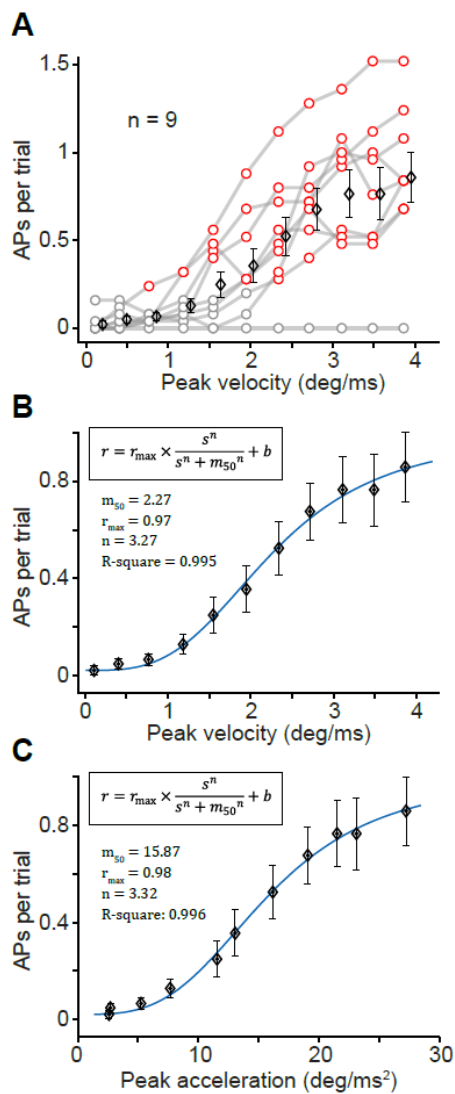 A
1.5
1
0.5
0
APs per trial
n = 9
0 1 2 3 4
Peak velocity (deg/ms)
B
r = r_max × s^n / (s^n + m_50^n) + b
m_50 = 2.27
r_max = 0.97
n = 3.27
R-square = 0.995
0.8
0.4
0
APs per trial
0 1 2 3 4
Peak velocity (deg/ms)
C
r = r_max × s^n / (s^n + m_50^n) + b
m_50 = 15.87
r_max = 0.98
n = 3.32
R-square: 0.996
0.8
0.4
0
APs per trial
0 10 20 30
Peak acceleration (deg/ms²)